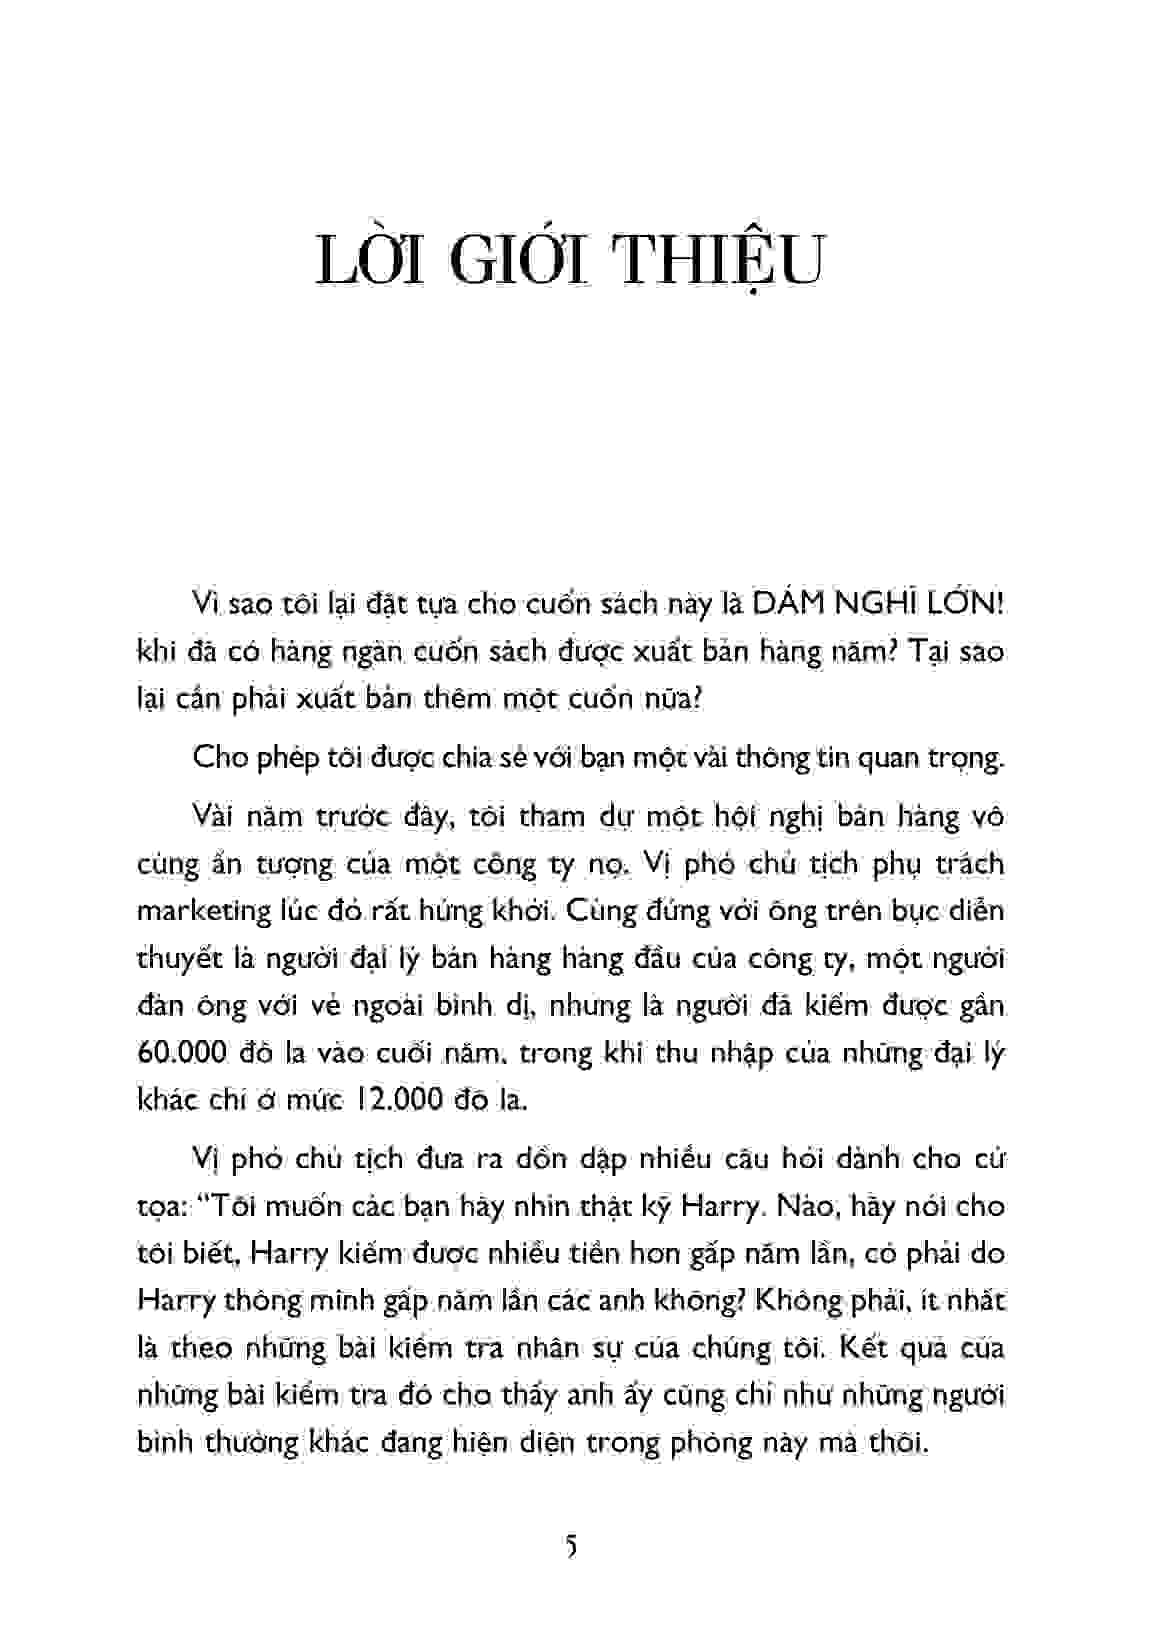 LỜI GIỚI THIỆU
Vì sao tôi lại đặt tựa cho cuốn sách này là DÁM NGHĨ LỚN!
khi đã có hàng ngàn cuốn sách được xuất bản hàng năm? Tại sao
lại cần phải xuất bản thêm một cuốn nữa?
Cho phép tôi được chia sẻ với bạn một vài thông tin quan trọng.
Vài năm trước đây, tôi tham dự một hội nghị bán hàng vô
cùng ấn tượng của một công ty nọ. Vị phó chủ tịch phụ trách
marketing lúc đó rất hứng khởi. Cùng đứng với ông trên bục diễn
thuyết là người đại lý bán hàng hàng đầu của công ty, một người
đàn ông với vẻ ngoài bình dị, nhưng là người đã kiếm được gần
60.000 đô la vào cuối năm, trong khi thu nhập của những đại lý
khác chỉ ở mức 12.000 đô la.
Vị phó chủ tịch đưa ra dồn dập nhiều câu hỏi dành cho cử
tọa: “Tôi muốn các bạn hãy nhìn thật kỹ Harry. Nào, hãy nói cho
tôi biết, Harry kiếm được nhiều tiền hơn gấp năm lần, có phải do
Harry thông minh gấp năm lần các anh không? Không phải, ít nhất
là theo những bài kiểm tra nhân sự của chúng tôi. Kết quả của
những bài kiểm tra đó cho thấy anh ấy cũng chỉ như những người
bình thường khác đang hiện diện trong phòng này mà thôi.
5